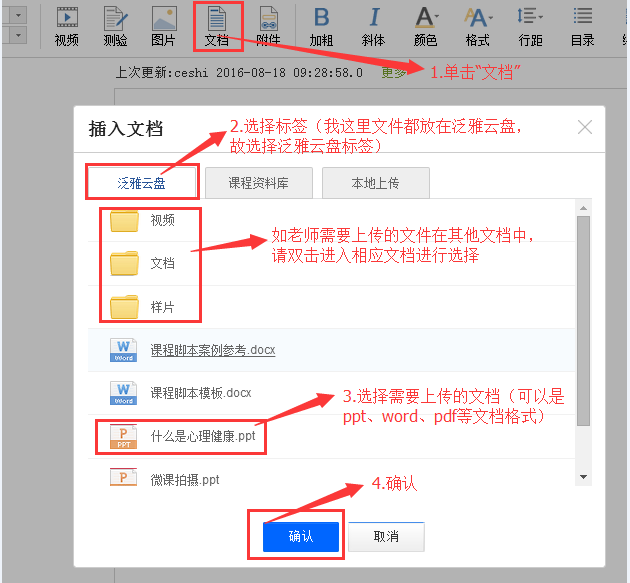 视频 测验 图片 文档 附件 B 加粗 I 斜体 A 颜色 AA 格式 行距 目录
上次更新:ceshi 2016-08-18 09:28:58.0 更多
1.单击“文档”
插入文档
2.选择标签（我这里文件都放在泛雅云盘，
故选择泛雅云盘标签）
泛雅云盘 课程资料库 本地上传
视频
如老师需要上传的文件在其他文档中，
请双击进入相应文档进行选择
文档
样片
W Word 课程脚本案例参考.docx
W Word 课程脚本模板.docx
3.选择需要上传的文档（可以是
ppt、word、pdf等文档格式）
P PPT 什么是心理健康.ppt
P 微课拍摄.ppt
4.确认
确认 取消